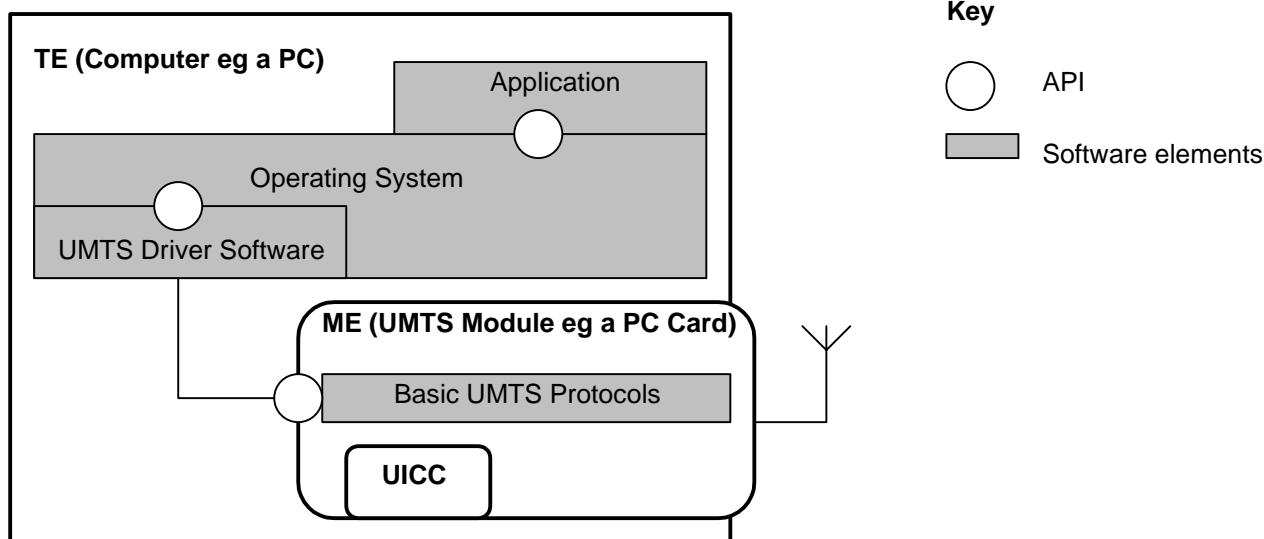 Key
TE (Computer eg a PC)
Application
API
Software elements
Operating System
UMTS Driver Software
ME (UMTS Module eg a PC Card)
Basic UMTS Protocols
UICC